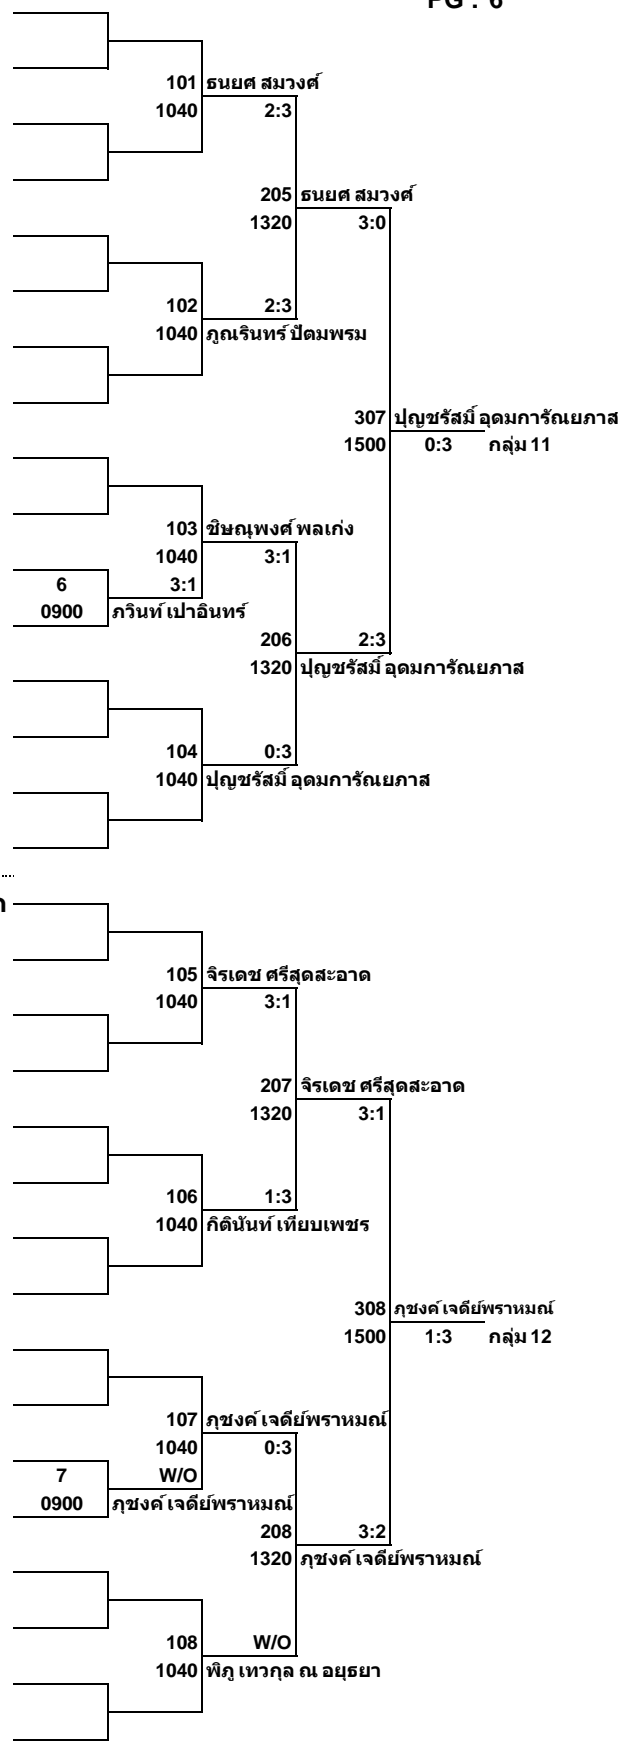 PG : 6
101 ธนยศ สมวงศ์
1040 2:3
205 ธนยศ สมวงศ์
1320 3:0
102 2:3
1040 ภูณรินทร์ ปัตมพรม
307 ปุญชรัสมิ์ อุดมการัณยภาส
1500 0:3 กลุ่ม 11
103 ชิษณุพงศ์ พลเก่ง
1040 3:1
6 3:1
0900 ภวินท์ เปาอินทร์
206 2:3
1320 ปุญชรัสมิ์ อุดมการัณยภาส
104 0:3
1040 ปุญชรัสมิ์ อุดมการัณยภาส
105 จิรเดช ศรีสุดสะอาด
1040 3:1
207 จิรเดช ศรีสุดสะอาด
1320 3:1
106 1:3
1040 กิตินันท์ เทียบเพชร
308 ภุชงค์ เจดีย์พราหมณ์
1500 1:3 กลุ่ม 12
107 ภุชงค์ เจดีย์พราหมณ์
1040 0:3
7 W/O
0900 ภุชงค์ เจดีย์พราหมณ์
208 3:2
1320 ภุชงค์ เจดีย์พราหมณ์
108 W/O
1040 พิภู เทวกุล ณ อยุธยา